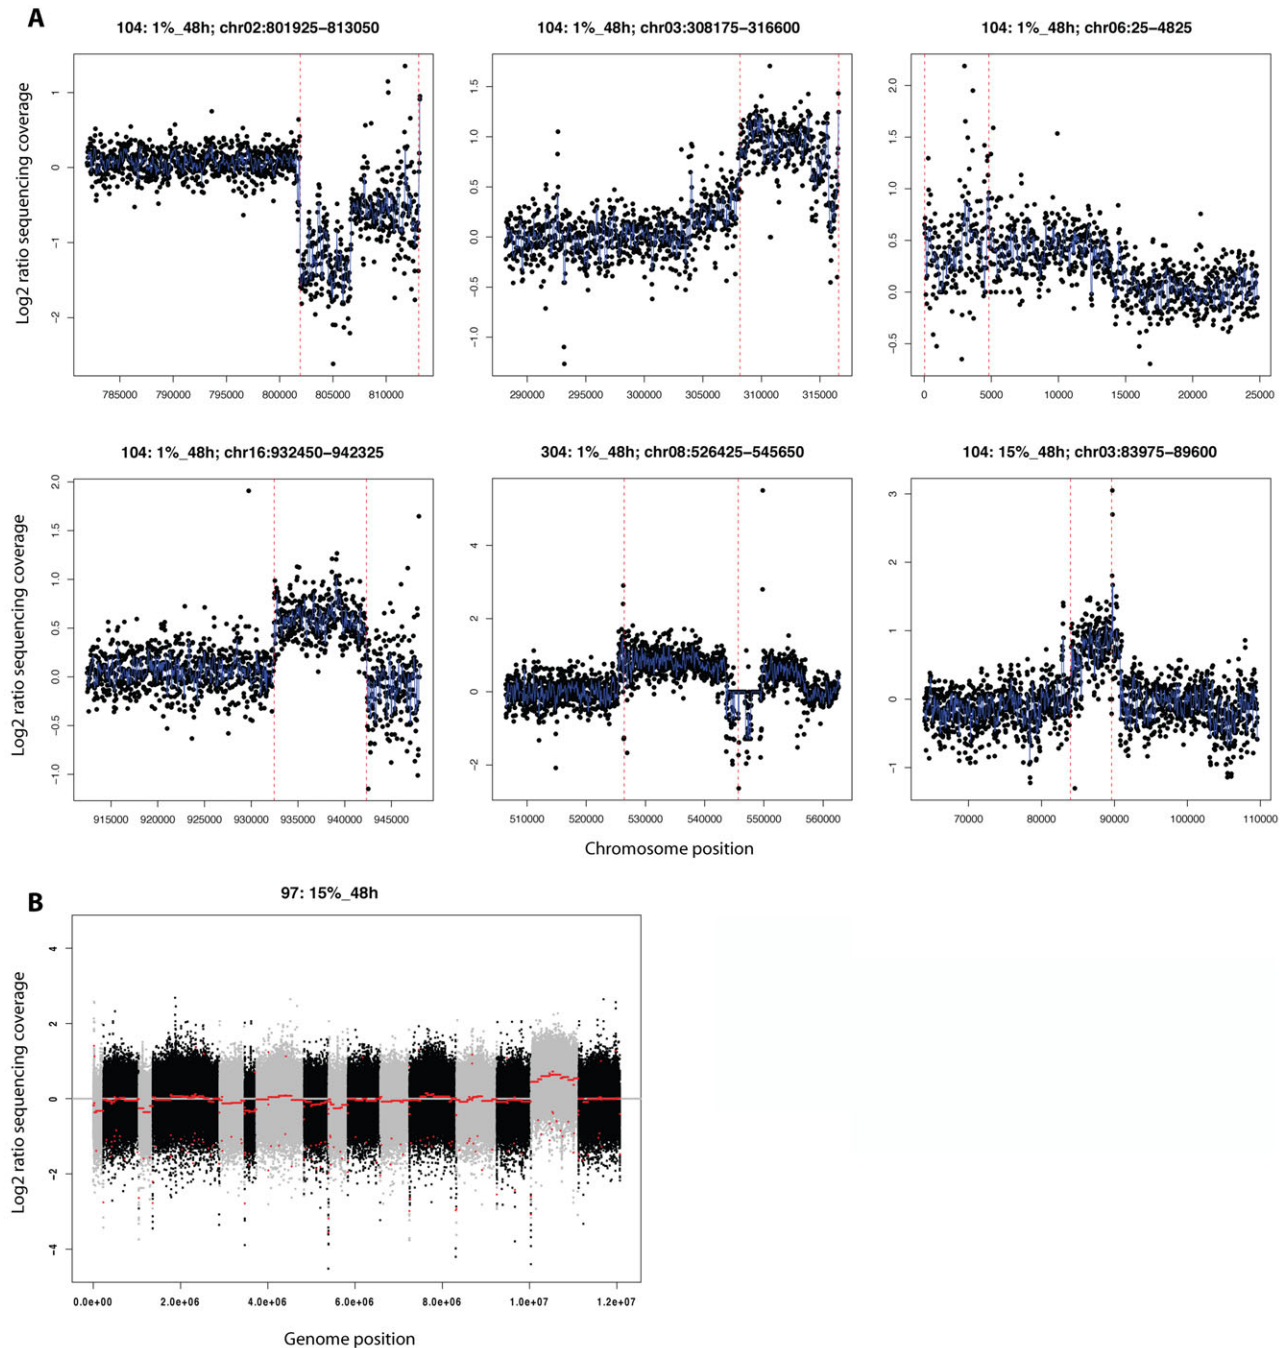 A
104: 1%_48h; chr02:801925−813050
104: 1%_48h; chr03:308175−316600
104: 1%_48h; chr06:25−4825
Log2 ratio sequencing coverage
1
0
−1
−2
785000 790000 795000 800000 805000 810000
1.5
1.0
0.5
0.0
−0.5
−1.0
290000 295000 300000 305000 310000 315000
2.0
1.5
1.0
0.5
0.0
−0.5
0 5000 10000 15000 20000 25000
104: 1%_48h; chr16:932450−942325
304: 1%_48h; chr08:526425−545650
104: 15%_48h; chr03:83975−89600
Log2 ratio sequencing coverage
2.0
1.5
1.0
0.5
0.0
−0.5
−1.0
915000 920000 925000 930000 935000 940000 945000
4
2
0
−2
510000 520000 530000 540000 550000 560000
3
2
1
0
−1
70000 80000 90000 100000 110000
Chromosome position
B
97: 15%_48h
Log2 ratio sequencing coverage
4
2
0
−2
−4
0.0e+00 2.0e+06 4.0e+06 6.0e+06 8.0e+06 1.0e+07 1.2e+07
Genome position